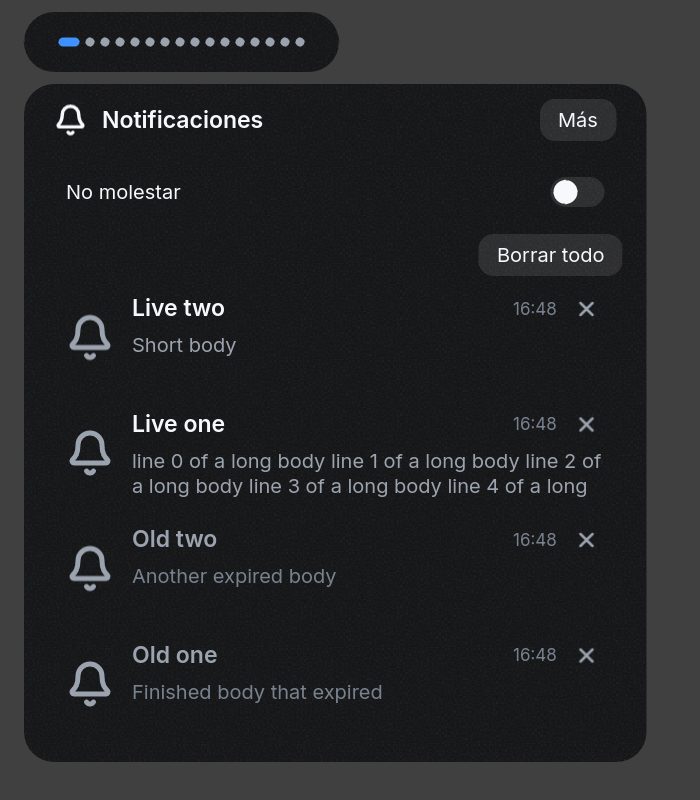 Notificaciones
Más
No molestar
Borrar todo
Live two
16:48
Short body
Live one
16:48
line 0 of a long body line 1 of a long body line 2 of
a long body line 3 of a long body line 4 of a long
Old two
16:48
Another expired body
Old one
16:48
Finished body that expired